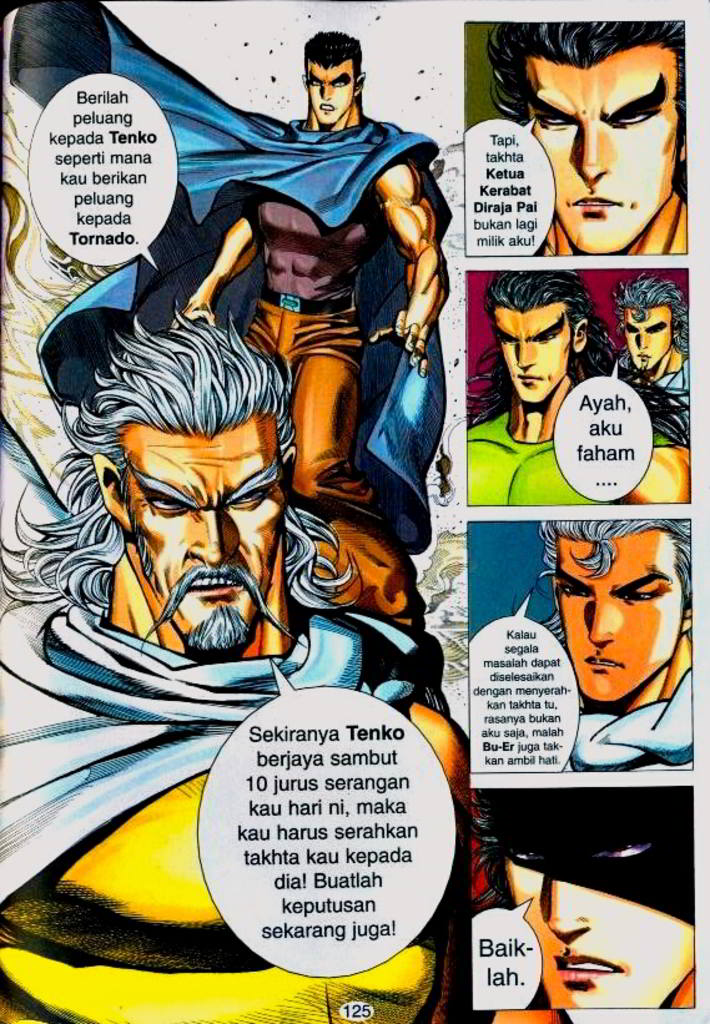 Berilah
peluang
kepada Tenko
seperti mana
kau berikan
peluang
kepada
Tornado.
Sekiranya Tenko
berjaya sambut
10 jurus serangan
kau hari ni, maka
kau harus serahkan
takhta kau kepada
dia! Buatlah
keputusan
sekarang juga!
Tapi,
takhta
Ketua
Kerabat
Diraja Pai
bukan lagi
milik aku!
Ayah,
aku
faham
....
Kalau
segala
masalah dapat
diselesaikan
dengan menyerah-
kan takhta tu,
rasanya bukan
aku saja, malah
Bu-Er juga tak-
kan ambil hati.
Baik-
lah.
125